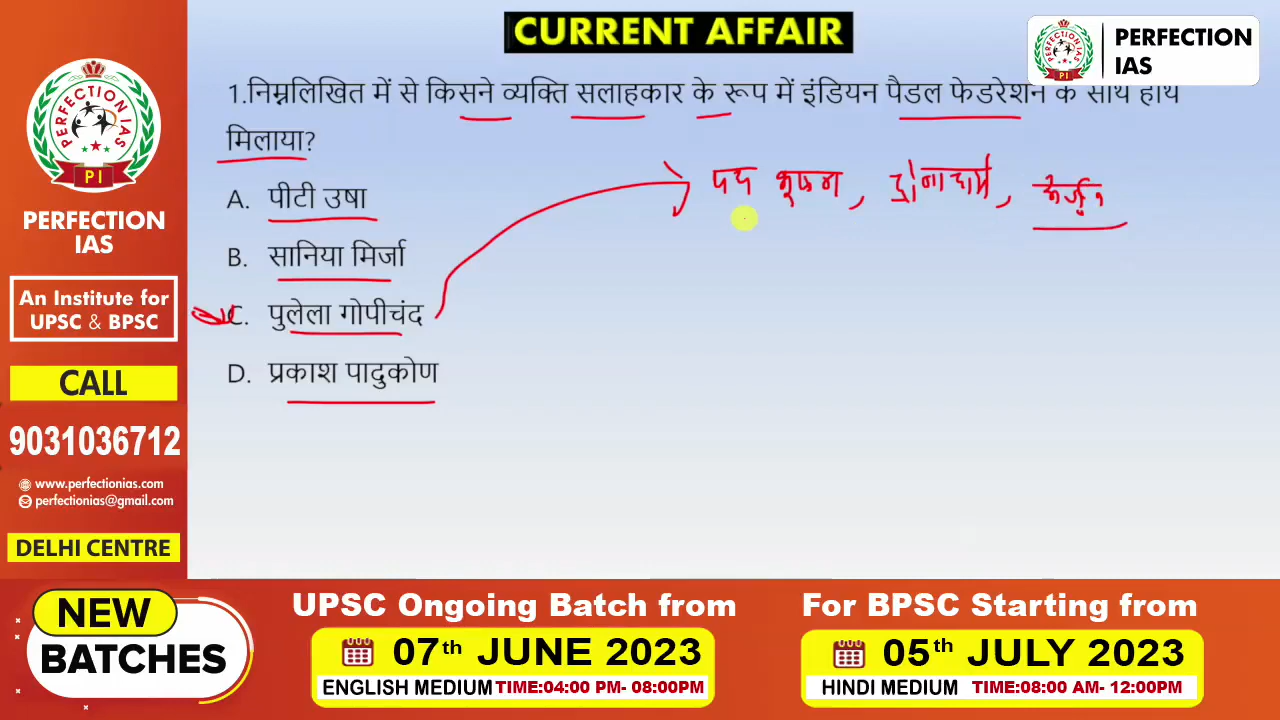 CURRENT AFFAIR
PERFECTION IAS
PERFECTION
IAS
PI
1.निम्नलिखित में से किसने व्यक्ति सलाहकार के रूप में इंडियन पैडल फेडरेशन के साथ हाथ
मिलाया?
A. पीटी उषा
B. सानिया मिर्जा
C. पुलेला गोपीचंद
D. प्रकाश पादुकोण
भूषण,
PERFECTION IAS
PI
PERFECTION
IAS
An Institute for
UPSC & BPSC
CALL
9031036712
www.perfectionias.com
perfectionias@gmail.com
DELHI CENTRE
NEW
BATCHES
UPSC Ongoing Batch from
07th JUNE 2023
ENGLISH MEDIUM TIME:04:00 PM- 08:00PM
For BPSC Starting from
05th JULY 2023
HINDI MEDIUM TIME:08:00 AM- 12:00PM